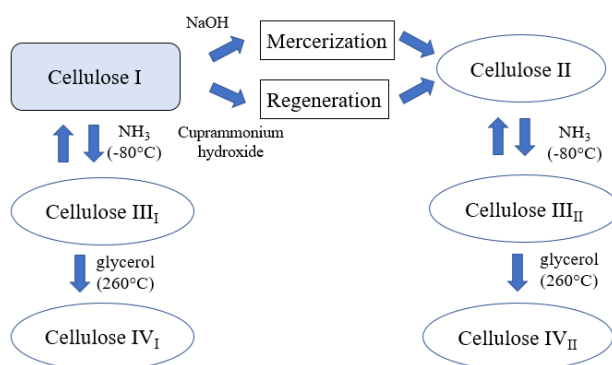 NaOH
Mercerization
Cellulose I
Cellulose II
Regeneration
Cuprammonium
hydroxide
NH₃
(-80°C)
NH₃
(-80°C)
Cellulose IIII
Cellulose IIIII
glycerol
(260°C)
glycerol
(260°C)
Cellulose IVI
Cellulose IVII